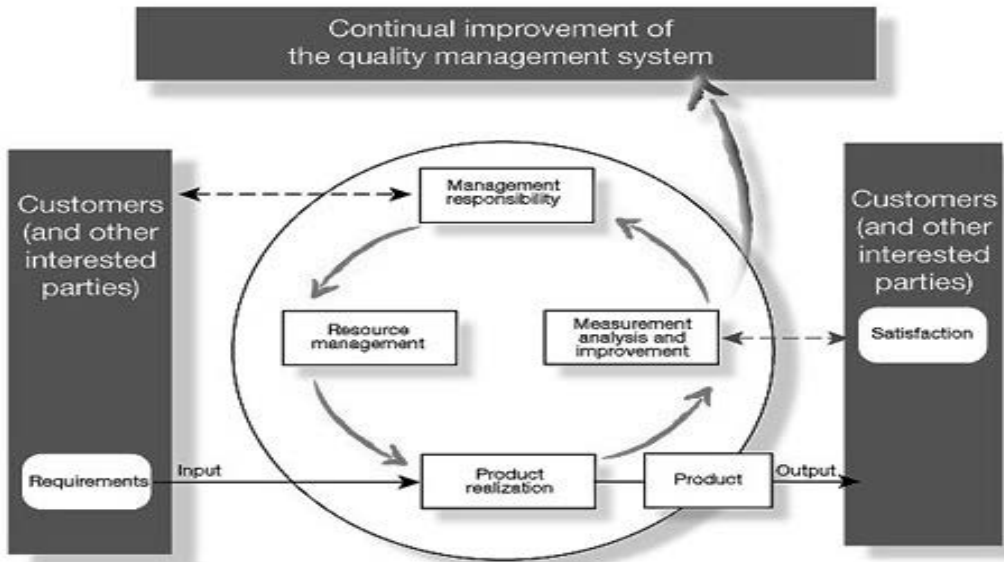 Continual improvement of
the quality management system
Customers
(and other
interested
parties)
Requirements
Input
Management
responsibility
Resource
management
Measurement
analysis and
improvement
Product
realization
Product
Output
Customers
(and other
interested
parties)
Satisfaction